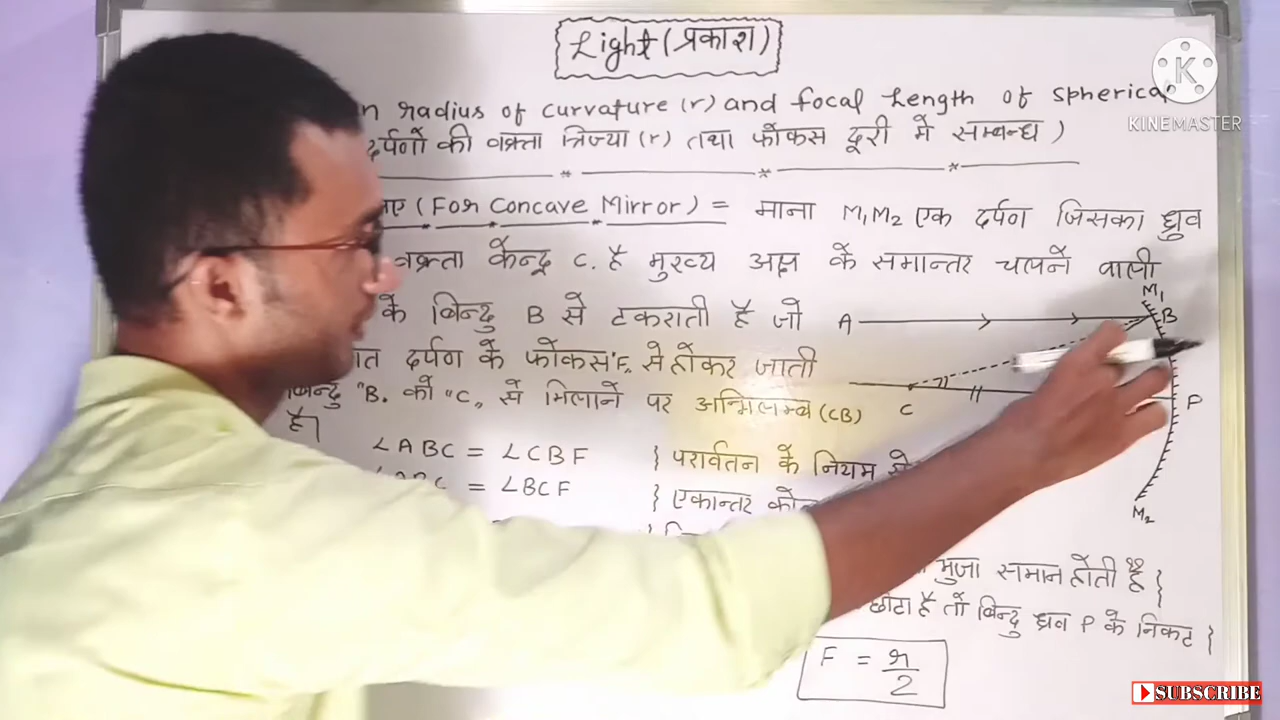 Light (प्रकाश)
KINEMASTER
n radius of curvature (r) and focal Length of spherical
दर्पणों की वक्रता त्रिज्या (r) तथा फोकस दूरी में सम्बन्ध )
(For Concave Mirror) = माना M1M2 एक दर्पण जिसका ध्रुव
वक्रता केन्द्र C. है मुख्य अक्ष के समान्तर चलने वाली
के बिन्दु B से टकराती है जो
दर्पण के फोकस "F" से होकर जाती
बिन्दु "B" को "C" से मिलाने पर अभिलम्ब (CB)
है।
M1
A
B
C
P
M2
∠ABC = ∠CBF } परार्वतन के नियम से
= ∠BCF } एकान्तर
भुजा समान होती है }
छोटा है तो बिन्दु ध्रुव P के निकट }
F = r/2
SUBSCRIBE